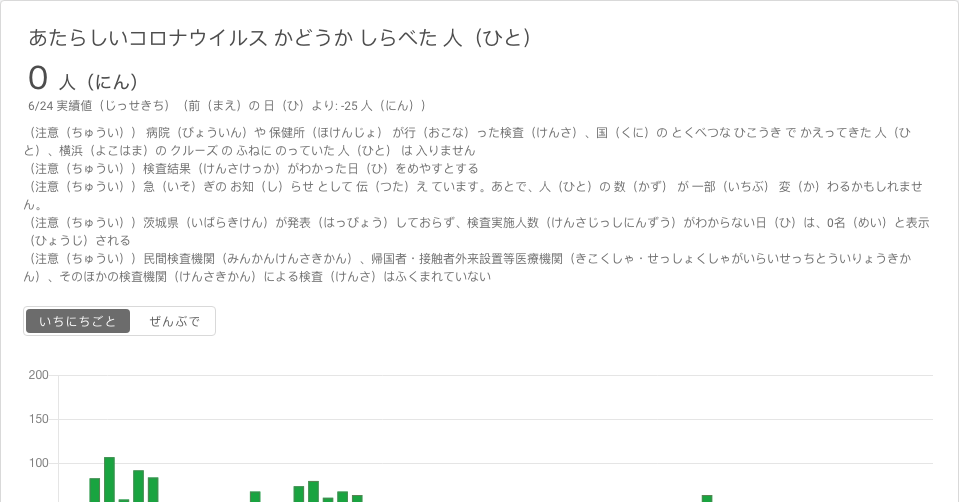 あたらしいコロナウイルス かどうか しらべた 人（ひと）
0 人（にん）
6/24 実績値（じっせきち）（前（まえ）の 日（ひ）より: -25 人（にん））
（注意（ちゅうい）） 病院（びょういん）や 保健所（ほけんじょ） が行（おこな）った検査（けんさ）、国（くに）の とくべつな ひこうき で かえってきた 人（ひ
と）、横浜（よこはま）の クルーズ の ふねに のっていた 人（ひと） は 入りません
（注意（ちゅうい））検査結果（けんさけっか）がわかった日（ひ）をめやすとする
（注意（ちゅうい））急（いそ）ぎの お知（し）らせ として 伝（つた）え ています。あとで、人（ひと）の 数（かず） が 一部（いちぶ） 変（か）わるかもしれませ
ん。
（注意（ちゅうい））茨城県（いばらきけん）が発表（はっぴょう）しておらず、検査実施人数（けんさじっしにんずう）がわからない日（ひ）は、0名（めい）と表示
（ひょうじ）される
（注意（ちゅうい））民間検査機関（みんかんけんさきかん）、帰国者・接触者外来設置等医療機関（きこくしゃ・せっしょくしゃがいらいせっちとういりょうきか
ん）、そのほかの検査機関（けんさきかん）による検査（けんさ）はふくまれていない
いちにちごと ぜんぶで
200
150
100